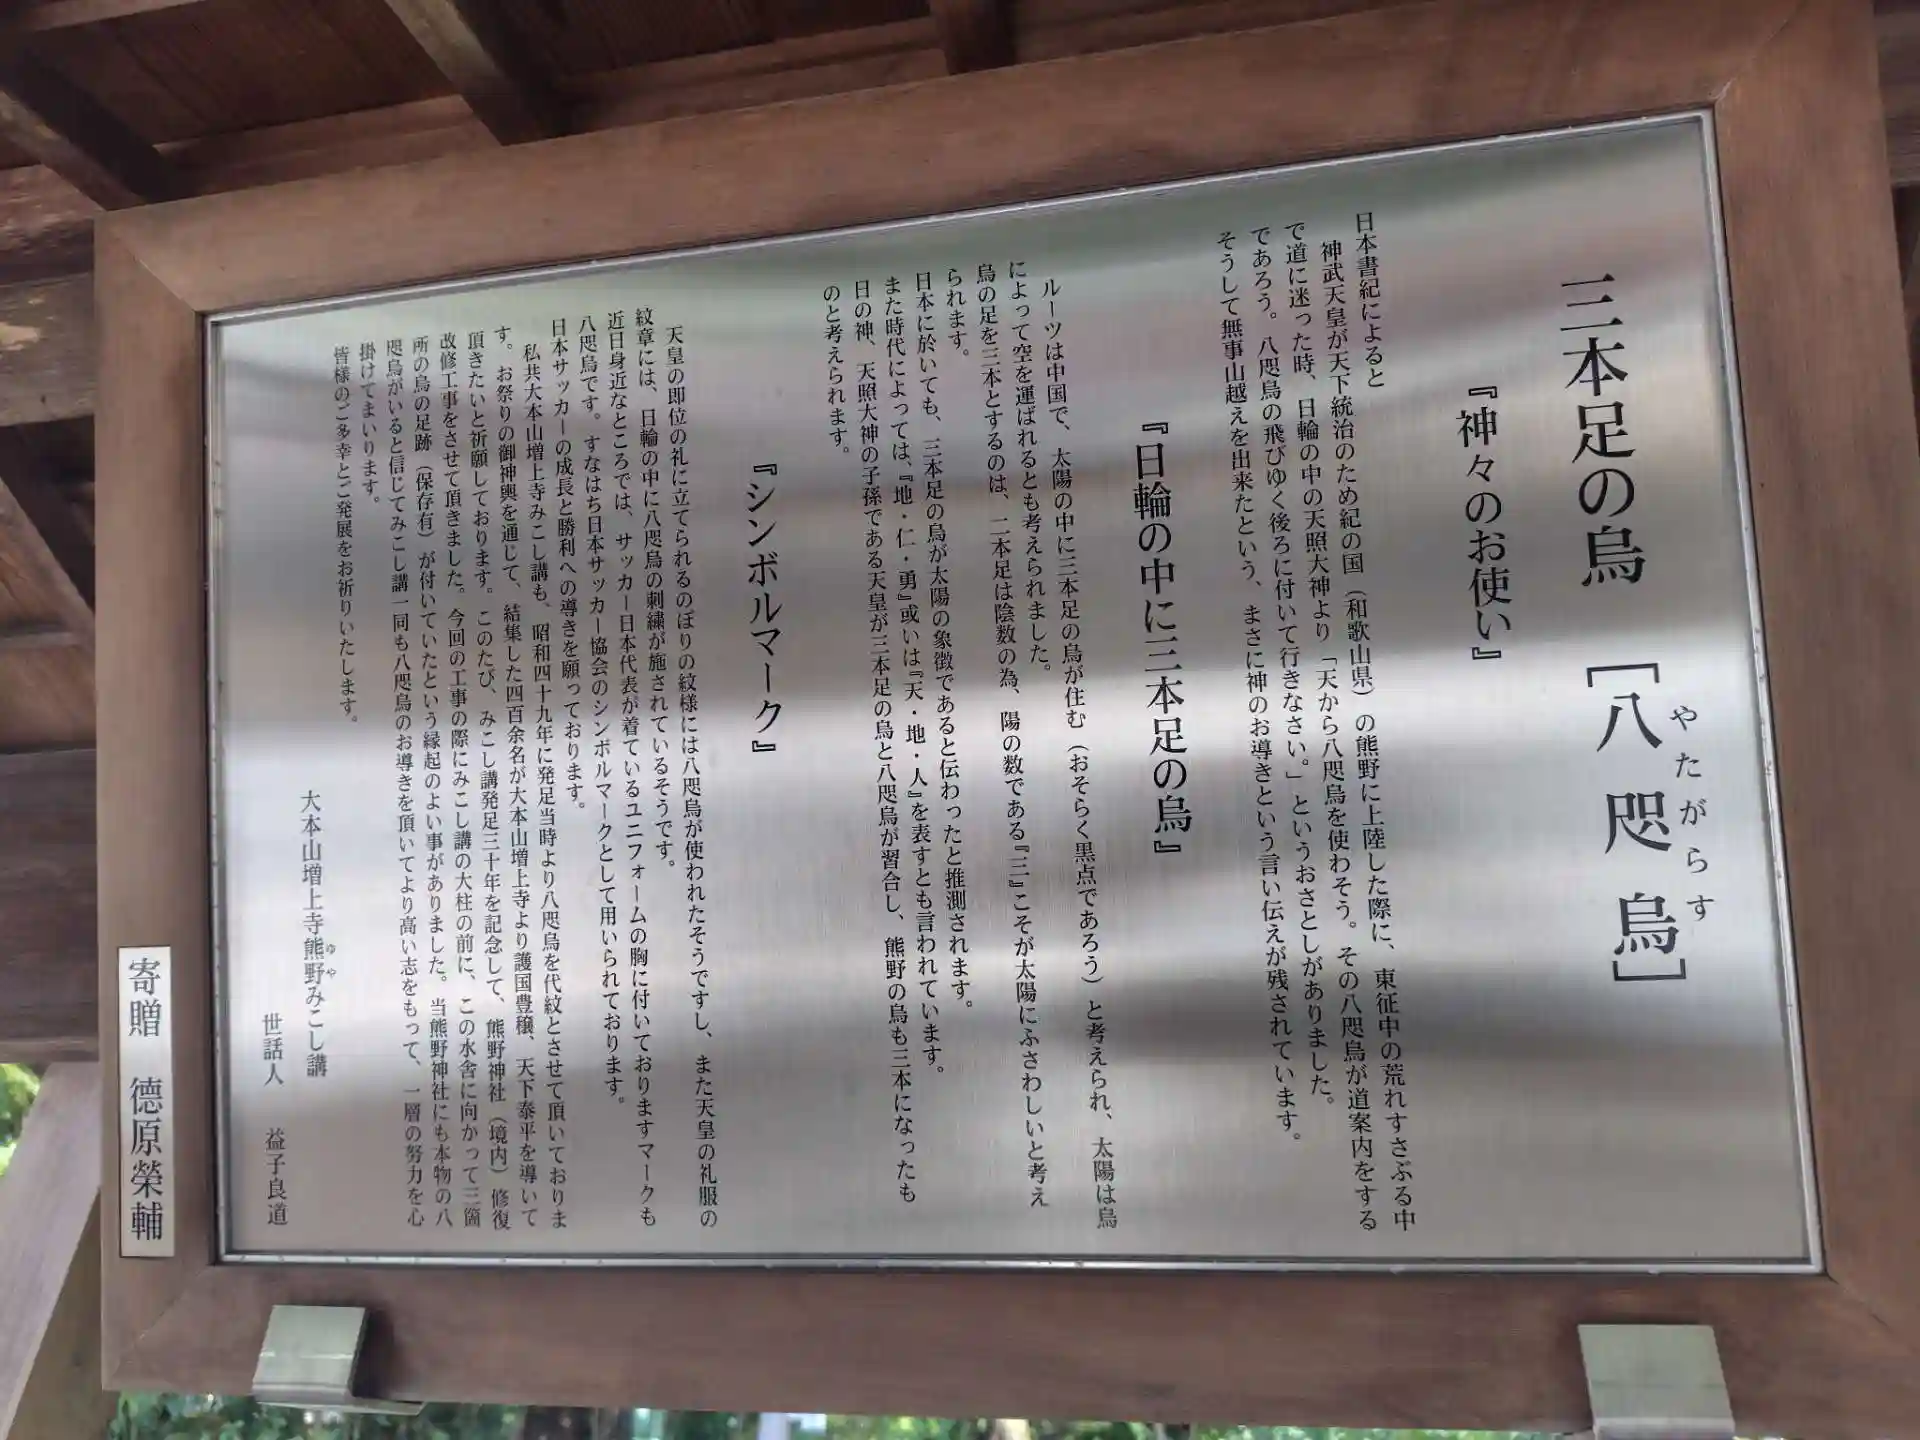 三本足の烏 [八咫烏]
やたがらす
『神々のお使い』
日本書紀によると
神武天皇が天下統治のため紀の国（和歌山県）の熊野に上陸した際に、東征中の荒れすさぶる中
で道に迷った時、日輪の中の天照大神より「天から八咫烏を使わそう。その八咫烏が道案内をする
であろう。八咫烏の飛びゆく後ろに付いて行きなさい。」というおさとしがありました。
そうして無事山越えを出来たという、まさに神のお導きという言い伝えが残されています。
『日輪の中に三本足の烏』
ルーツは中国で、太陽の中に三本足の烏が住む（おそらく黒点であろう）と考えられ、太陽は烏
によって空を運ばれるとも考えられました。
烏の足を三本とするのは、二本足は陰数の為、陽の数である『三』こそが太陽にふさわしいと考え
られます。
日本に於いても、三本足の烏が太陽の象徴であると伝わったと推測されます。
また時代によっては、『地・仁・勇』或いは『天・地・人』を表すとも言われています。
日の神、天照大神の子孫である天皇が三本足の烏と八咫烏が習合し、熊野の烏も三本になったも
のと考えられます。
『シンボルマーク』
天皇の即位の礼に立てられるのぼりの紋様には八咫烏が使われたそうですし、また天皇の礼服の
紋章には、日輪の中に八咫烏の刺繍が施されているそうです。
近日身近なところでは、サッカー日本代表が着ているユニフォームの胸に付いておりますマークも
八咫烏です。すなはち日本サッカー協会のシンボルマークとして用いられております。
日本サッカーの成長と勝利への導きを願っております。
私共大本山増上寺みこし講も、昭和四十九年に発足当時より八咫烏を代紋とさせて頂いておりま
す。お祭りの御神輿を通じて、結集した四百余名が大本山増上寺より護国豊穣、天下泰平を導いて
頂きたいと祈願しております。このたび、みこし講発足三十年を記念して、熊野神社（境内）修復
改修工事をさせて頂きました。今回の工事の際にみこし講の大柱の前に、この水舎に向かって三箇
所の烏の足跡（保存有）が付いていたという縁起のよい事がありました。当熊野神社にも本物の八
咫烏がいると信じてみこし講一同も八咫烏のお導きを頂いてより高い志をもって、一層の努力を心
掛けてまいります。
皆様のご多幸とご発展をお祈りいたします。
大本山増上寺熊野みこし講
ゆや
世話人 益子良道
寄贈 德原榮輔